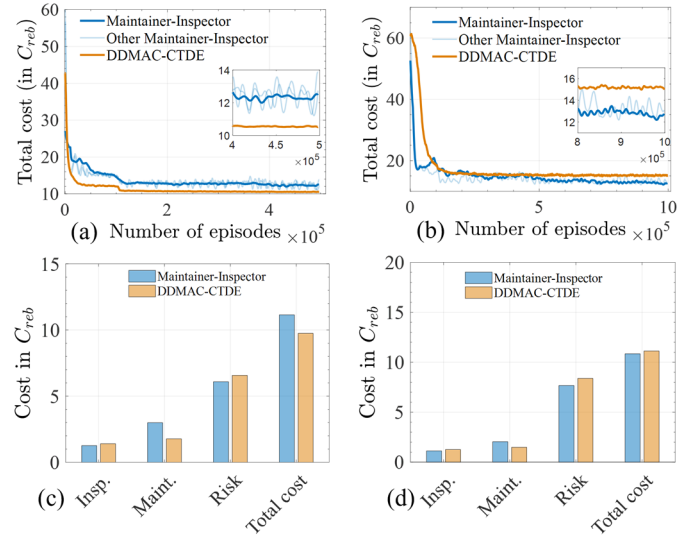 Total cost (in C_reb)
60
50
40
30
20
10
Maintainer-Inspector
Other Maintainer-Inspector
DDMAC-CTDE
14
12
10
4 4.5 5
×10^5
0 2 4
(a) Number of episodes ×10^5
Total cost (in C_reb)
60
40
20
Maintainer-Inspector
Other Maintainer-Inspector
DDMAC-CTDE
16
14
12
8 9 10
×10^5
0 5 10
(b) Number of episodes ×10^5
Cost in C_reb
15
10
5
0
Maintainer-Inspector
DDMAC-CTDE
(c) Insp. Maint. Risk Total cost
Cost in C_reb
20
15
10
5
0
Maintainer-Inspector
DDMAC-CTDE
(d) Insp. Maint. Risk Total cost